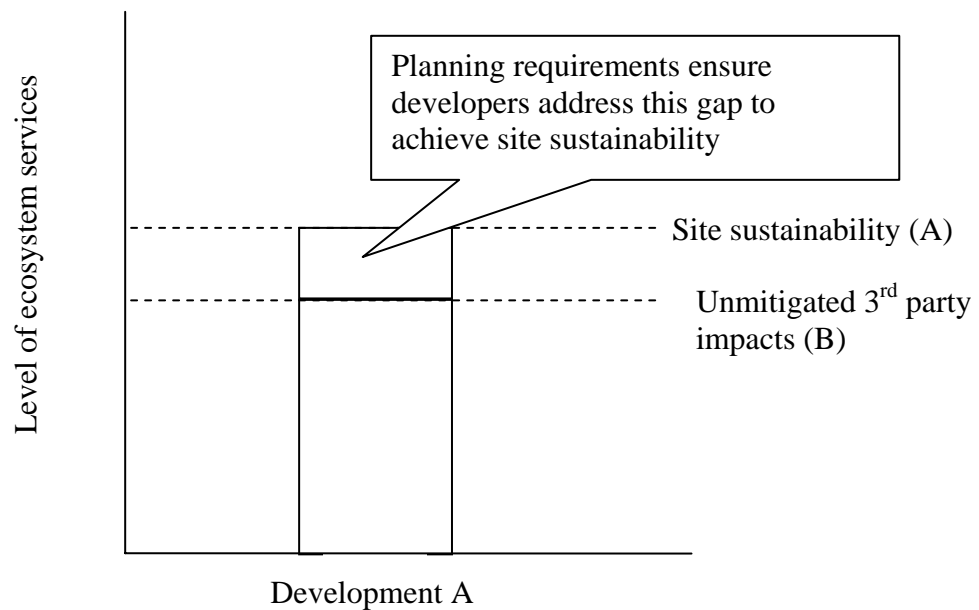 Level of ecosystem services
Planning requirements ensure
developers address this gap to
achieve site sustainability
Site sustainability (A)
Unmitigated 3rd party
impacts (B)
Development A